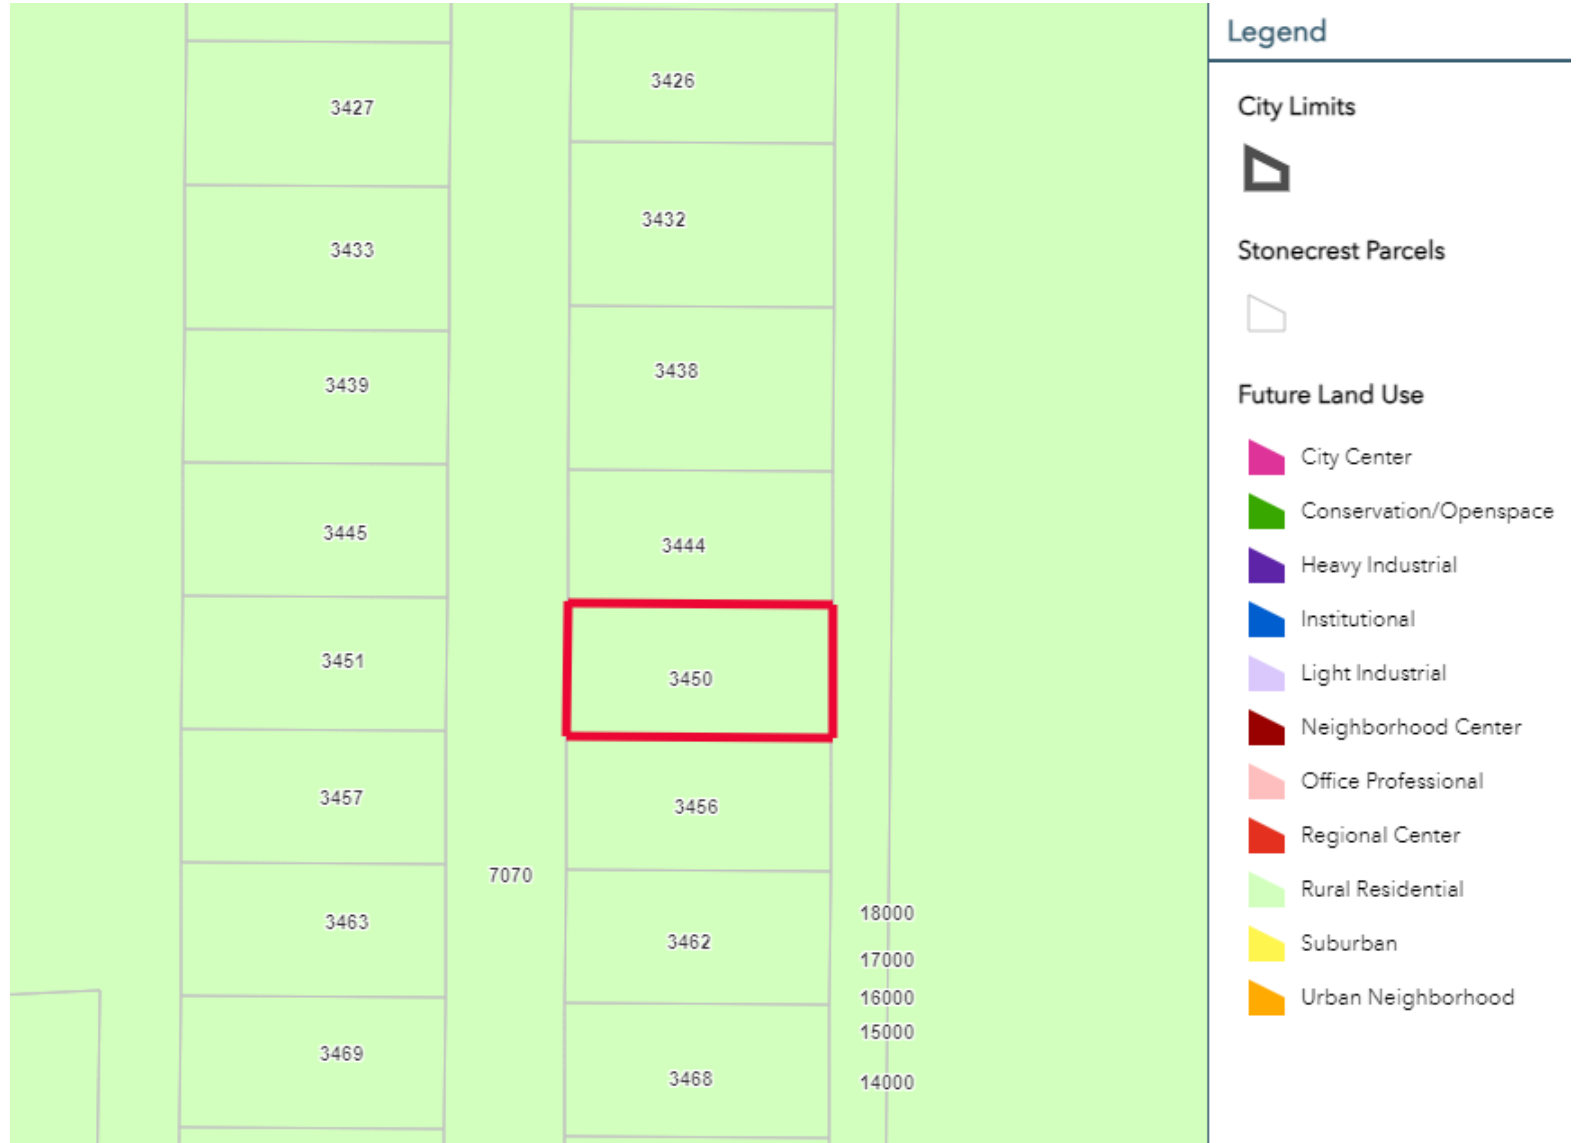 3427
3433
3439
3445
3451
3457
3463
3469
7070
3426
3432
3438
3444
3450
3456
3462
3468
18000
17000
16000
15000
14000
Legend
City Limits
Stonecrest Parcels
Future Land Use
City Center
Conservation/Openspace
Heavy Industrial
Institutional
Light Industrial
Neighborhood Center
Office Professional
Regional Center
Rural Residential
Suburban
Urban Neighborhood